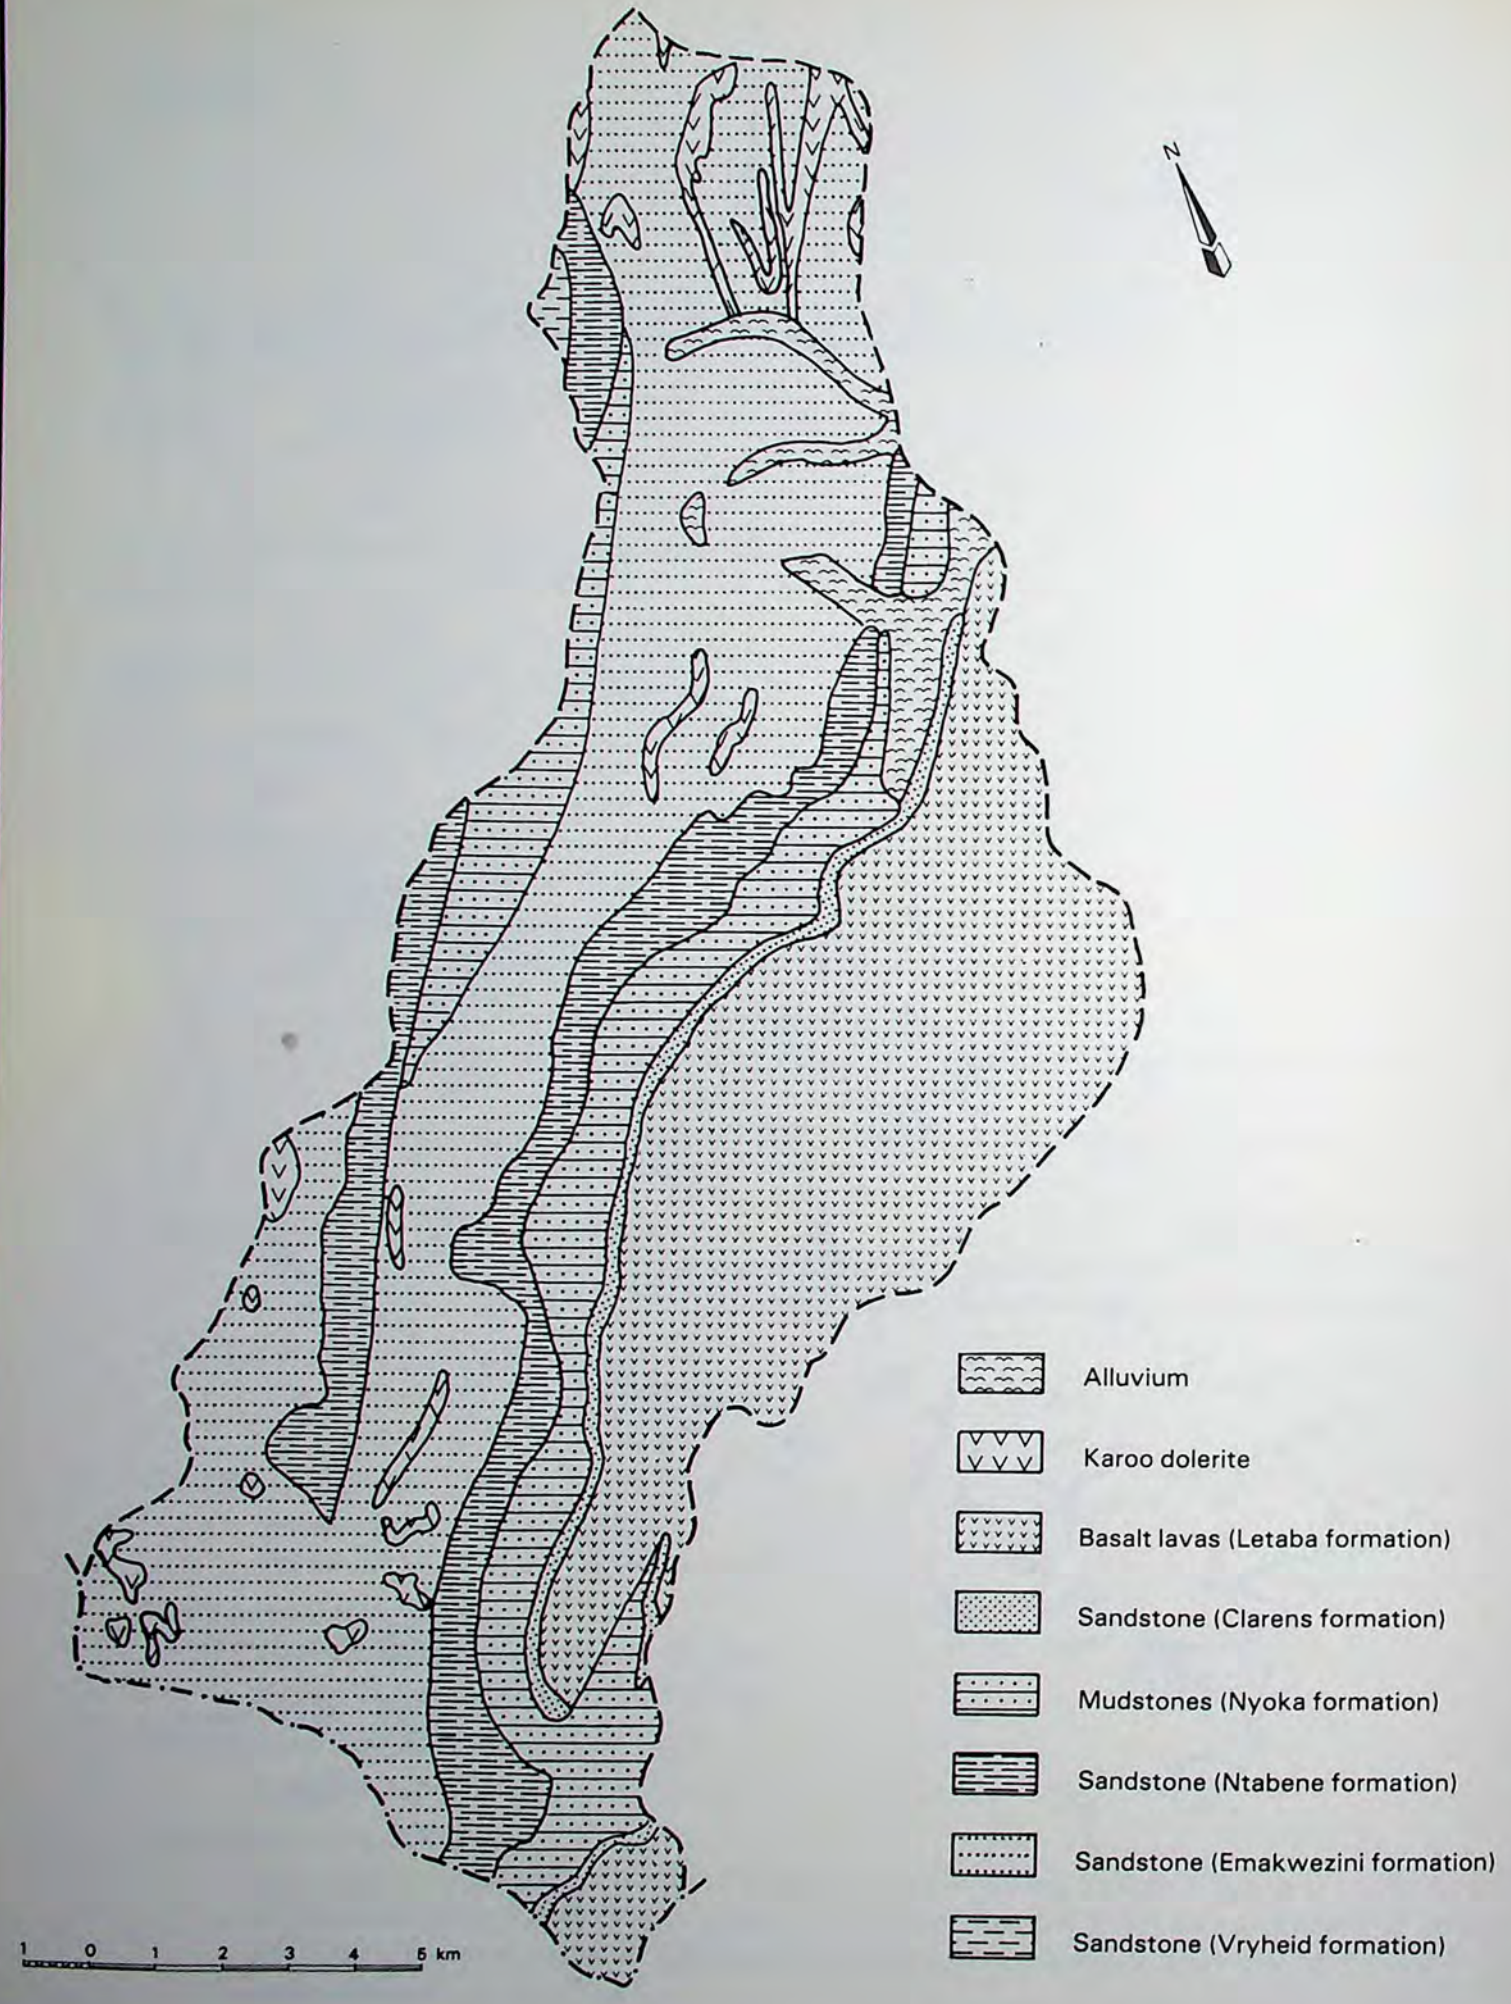 N
Alluvium
Karoo dolerite
Basalt lavas (Letaba formation)
Sandstone (Clarens formation)
Mudstones (Nyoka formation)
Sandstone (Ntabene formation)
Sandstone (Emakwezini formation)
Sandstone (Vryheid formation)
1 0 1 2 3 4 5 km